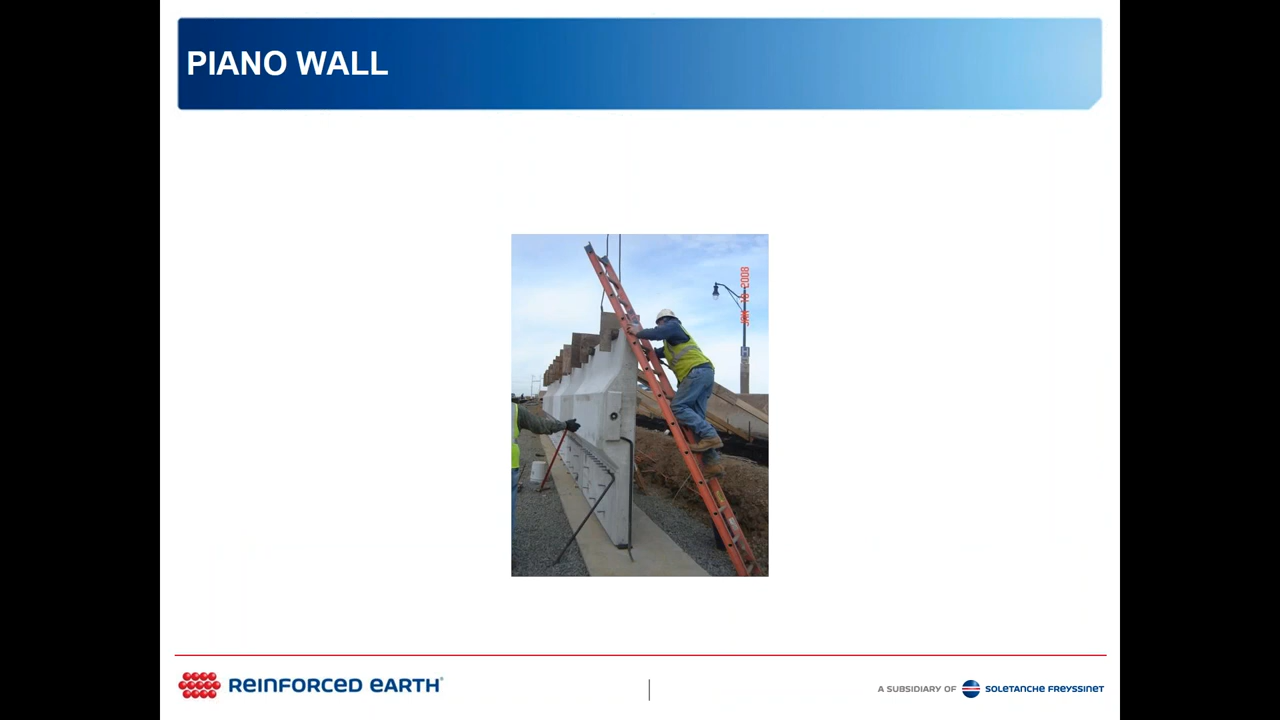 PIANO WALL
H
REINFORCED EARTH®
A SUBSIDIARY OF SOLETANCHE FREYSSINET